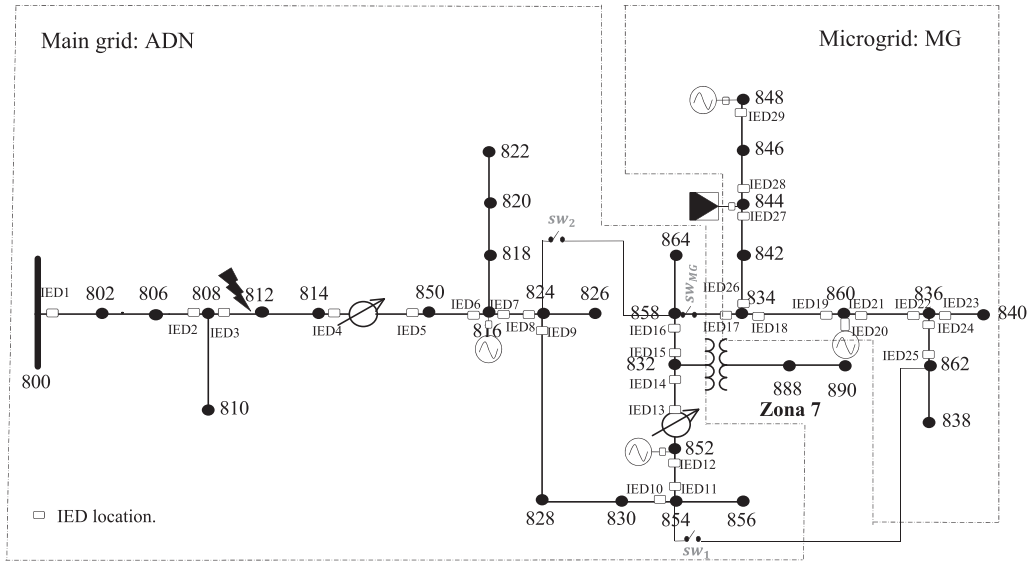 Main grid: ADN
Microgrid: MG
848
IED29
822
846
IED28
844
IED27
820
SW2
818
864
842
SWMG
IED26
IED1
802
806
808
812
814
850
IED6
IED7
824
826
858
834
860
836
IED19
IED21
IED22
IED23
IED2
IED3
IED4
IED5
816
IED8
IED9
IED16
IED17
IED18
IED20
IED24
840
IED15
IED25
800
832
862
IED14
888
890
810
IED13
Zona 7
838
852
IED12
IED10
IED11
IED location.
828
830
854
856
SW1